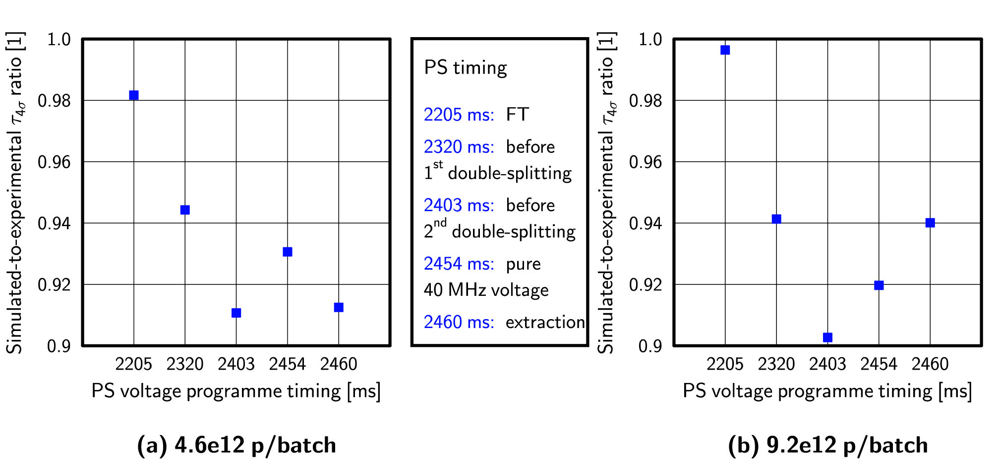 Simulated-to-experimental τ4σ ratio [1]
1.0
0.98
0.96
0.94
0.92
0.9
2205 2320 2403 2454 2460
PS voltage programme timing [ms]
(a) 4.6e12 p/batch
PS timing
2205 ms: FT
2320 ms: before
1st double-splitting
2403 ms: before
2nd double-splitting
2454 ms: pure
40 MHz voltage
2460 ms: extraction
Simulated-to-experimental τ4σ ratio [1]
1.0
0.98
0.96
0.94
0.92
0.9
2205 2320 2403 2454 2460
PS voltage programme timing [ms]
(b) 9.2e12 p/batch